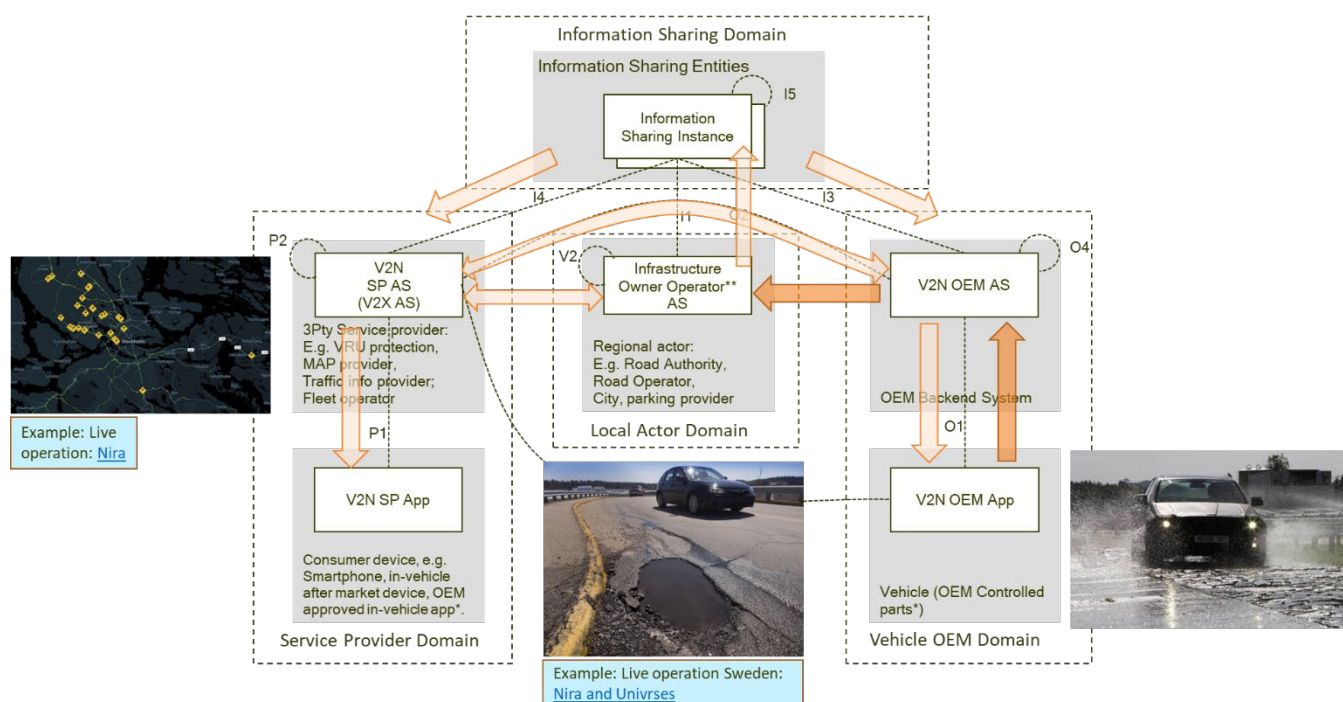 Information Sharing Domain
Information Sharing Entities
I5
Information
Sharing Instance
I4
I3
I1
O2
P2
V2N
SP AS
(V2X AS)
V2
Infrastructure
Owner Operator**
AS
V2N OEM AS
O4
3Pty Service provider:
E.g. VRU protection,
MAP provider,
Traffic info provider;
Fleet operator
Regional actor:
E.g. Road Authority,
Road Operator,
City, parking provider
OEM Backend System
Local Actor Domain
P1
O1
Example: Live
operation: Nira
V2N SP App
V2N OEM App
Consumer device, e.g.
Smartphone, in-vehicle
after market device, OEM
approved in-vehicle app*.
Vehicle (OEM Controlled
parts*)
Service Provider Domain
Vehicle OEM Domain
Example: Live operation Sweden:
Nira and Univrses